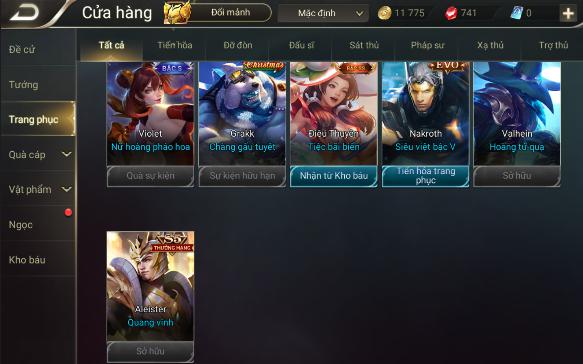 Cửa hàng
Đổi mảnh
Mặc định
11 775
741
0
Đề cử
Tướng
Trang phục
Quà cáp
Vật phẩm
Ngọc
Kho báu
Tất cả
Tiến hóa
Đỡ đòn
Đấu sĩ
Sát thủ
Pháp sư
Xạ thủ
Trợ thủ
BẬC S
Violet
Nữ hoàng pháo hoa
Quà sự kiện
Christmas
Grakk
Chàng gấu tuyết
Sự kiện hữu hạn
Điêu Thuyền
Tiệc bãi biển
Nhận từ Kho báu
EVO
Nakroth
Siêu việt bậc V
Tiến hóa trang
phục
Valhein
Hoàng tử quạ
Sở hữu
S5
THƯỞNG HẠNG
Aleister
Quang vinh
Sở hữu